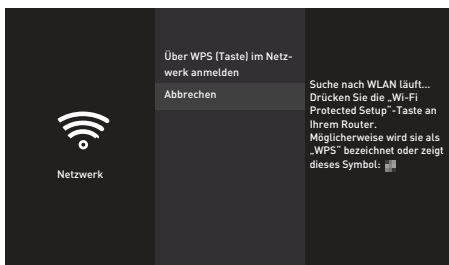 Über WPS (Taste) im Netz-
werk anmelden
Abbrechen
Netzwerk
Suche nach WLAN läuft...
Drücken Sie die „Wi-Fi
Protected Setup"-Taste an
Ihrem Router.
Möglicherweise wird sie als
„WPS" bezeichnet oder zeigt
dieses Symbol: